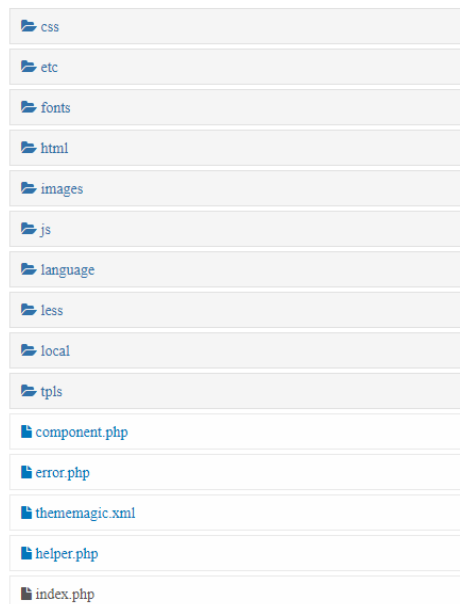 css
etc
fonts
html
images
js
language
less
local
tpls
component.php
error.php
thememagic.xml
helper.php
index.php